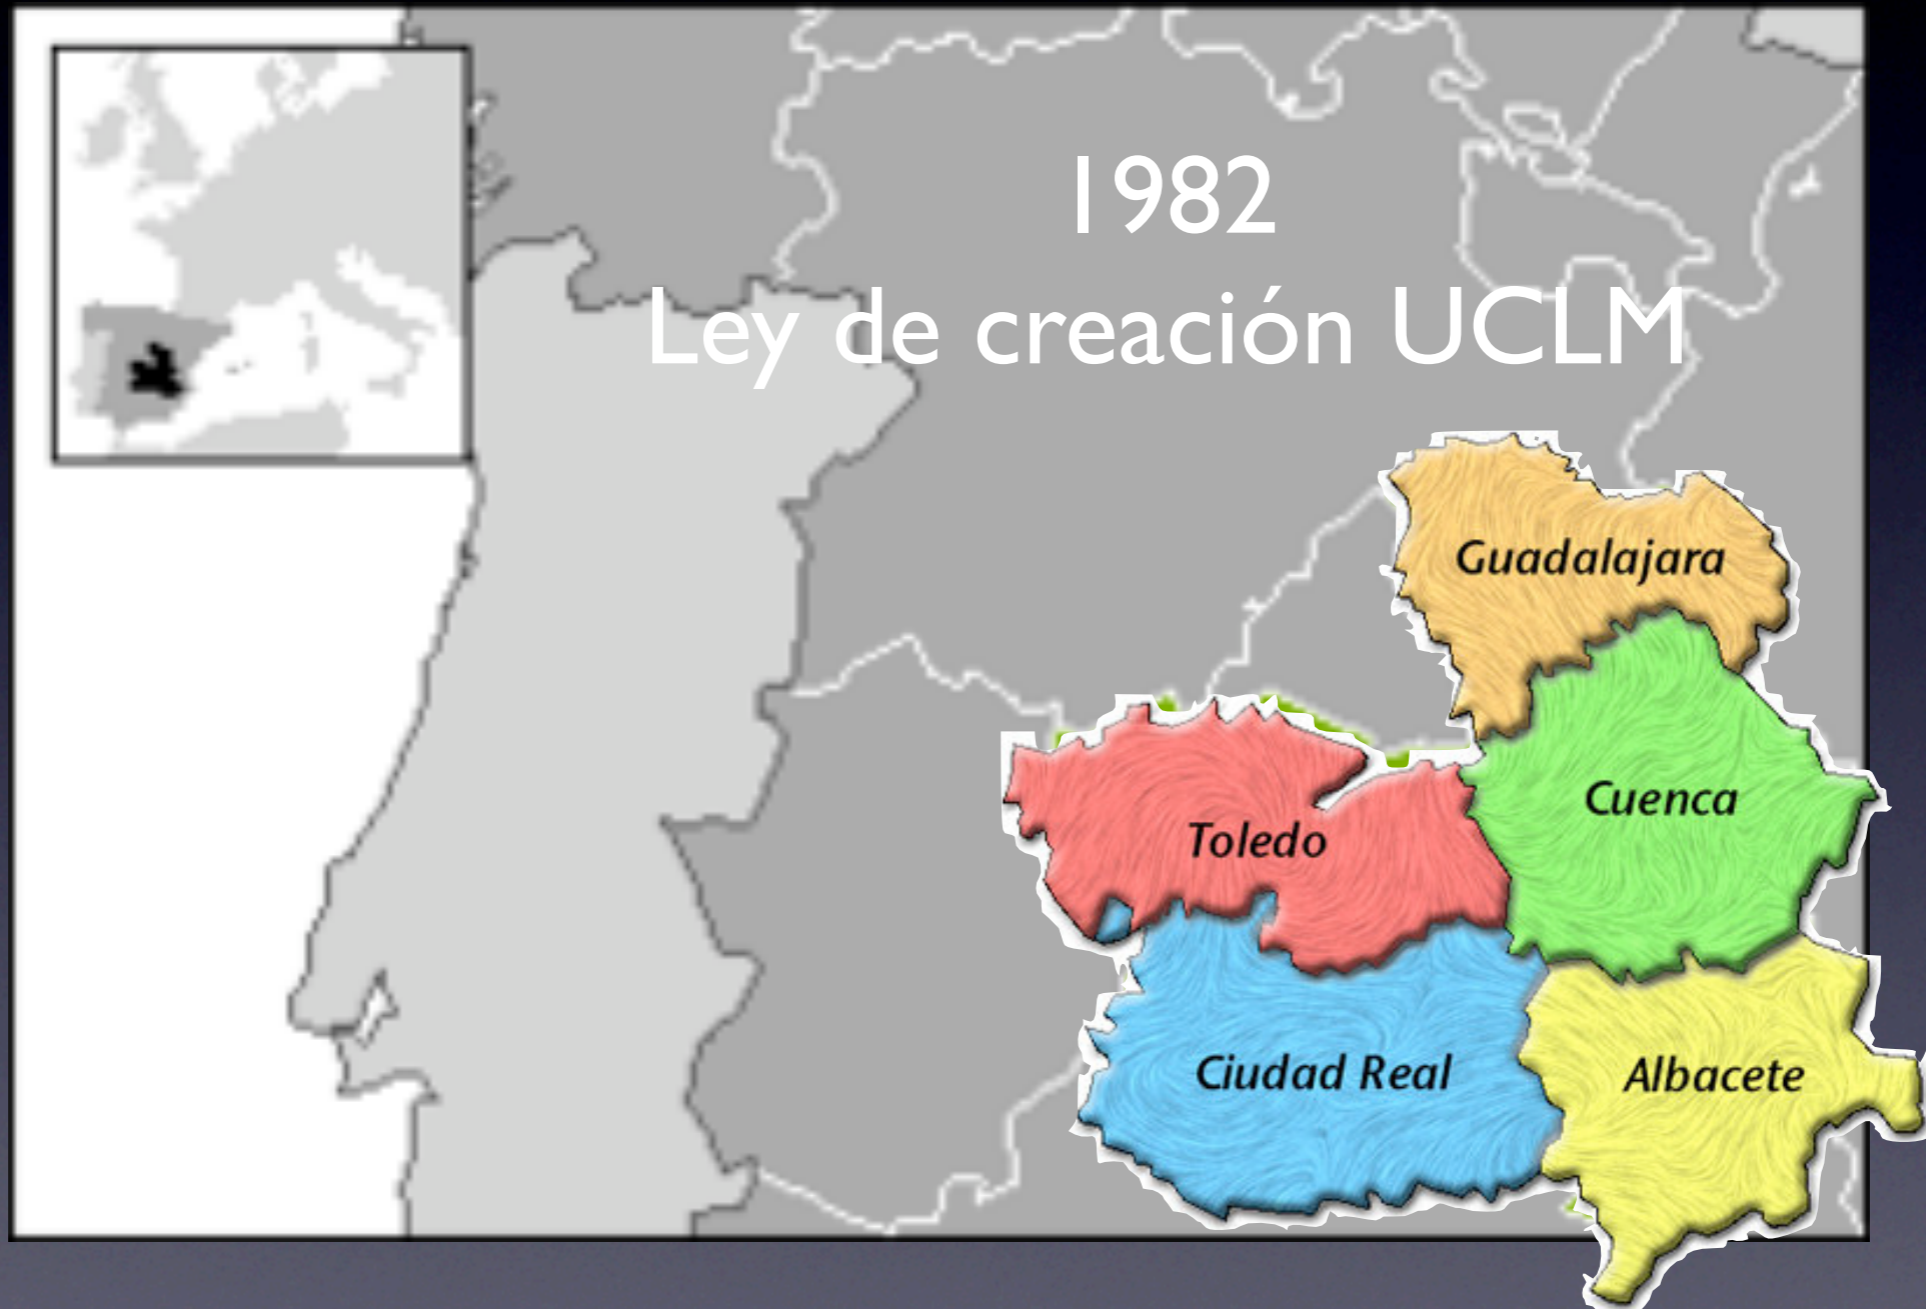 1982
Ley de creación UCLM
Guadalajara
Cuenca
Toledo
Ciudad Real
Albacete